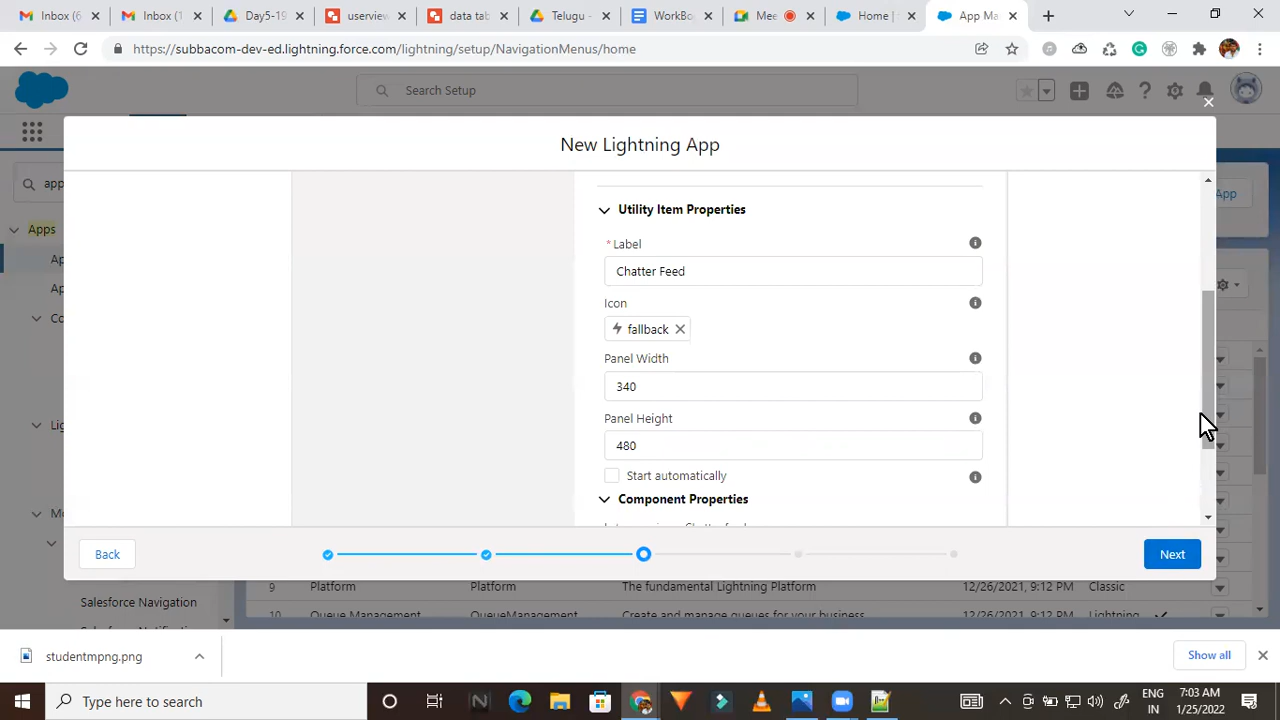 Inbox (6
Inbox (1
Day5-19
userview
data tab
Telugu -
WorkBo
Mee
Home |
App Ma
https://subbacom-dev-ed.lightning.force.com/lightning/setup/NavigationMenus/home
Search Setup
New Lightning App
app
App
Apps
Ap
Ap
Co
Lig
Mo
Utility Item Properties
*Label
Chatter Feed
Icon
fallback
Panel Width
340
Panel Height
480
Start automatically
Component Properties
Back
Next
9 Platform Platform The fundamental Lightning Platform 12/26/2021, 9:12 PM Classic
Salesforce Navigation
10 Queue Management QueueManagement Create and manage queues for your business 12/26/2021, 9:12 PM Lightning
studentmpng.png
Show all
Type here to search
ENG
IN
7:03 AM
1/25/2022